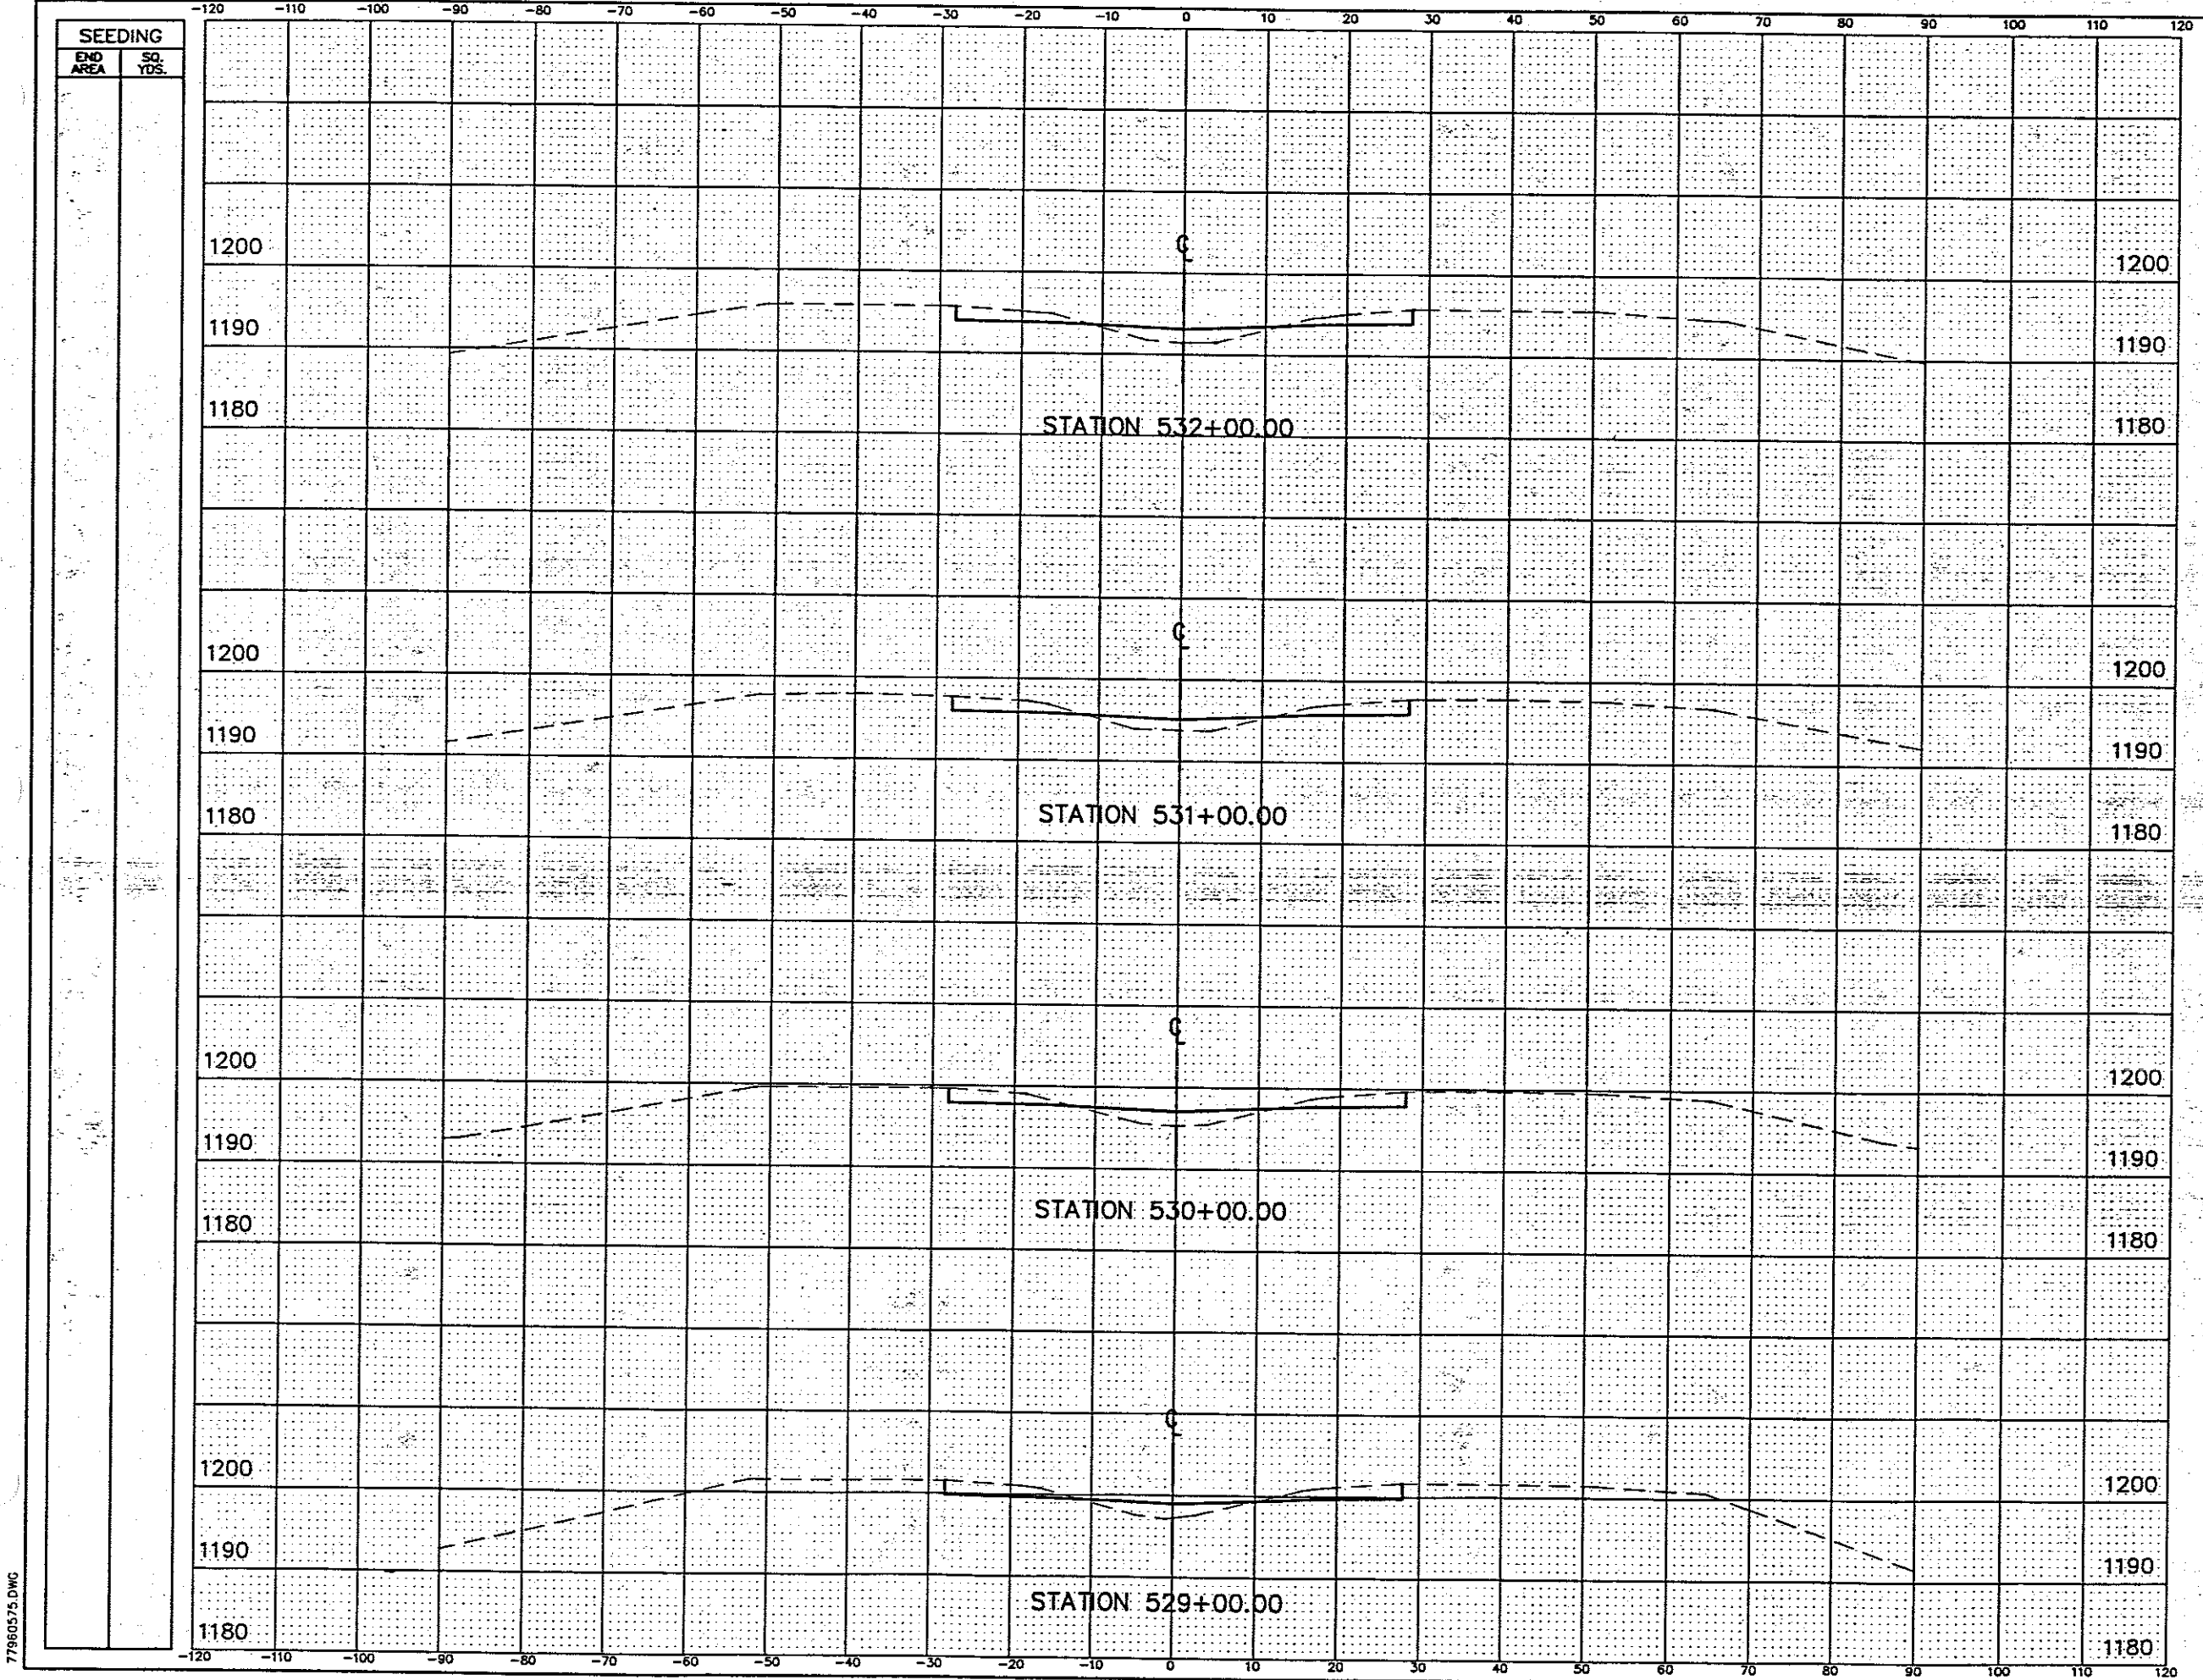 -120 -110 -100 -90 -80 -70 -60 -50 -40 -30 -20 -10 0 10 20 30 40 50 60 70 80 90 100 110 120
SEEDING
END AREA SQ. YDS.
℄
1200 1200
1190 1190
1180 1180
STATION 532+00.00
℄
1200 1200
1190 1190
STATION 531+00.00
1180 1180
℄
1200 1200
1190 1190
STATION 530+00.00
1180 1180
℄
1200 1200
1190 1190
STATION 529+00.00
1180 1180
-120 -110 -100 -90 -80 -70 -60 -50 -40 -30 -20 -10 0 10 20 30 40 50 60 70 80 90 100 110 120
77960575.DWG